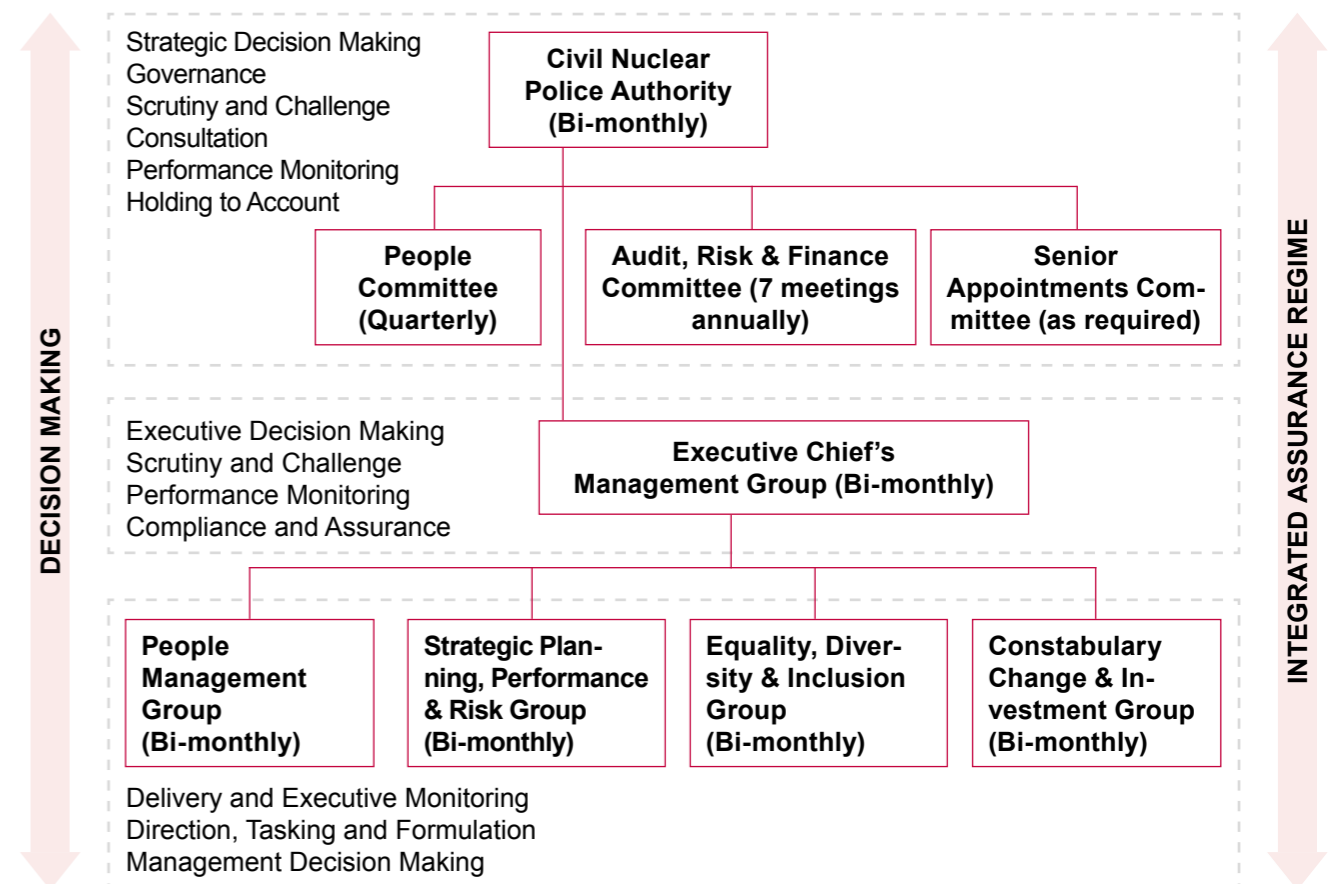 Strategic Decision Making
Governance
Scrutiny and Challenge
Consultation
Performance Monitoring
Holding to Account
Civil Nuclear
Police Authority
(Bi-monthly)
People
Committee
(Quarterly)
Audit, Risk & Finance
Committee (7 meetings
annually)
Senior
Appointments Com-
mittee (as required)
DECISION MAKING
INTEGRATED ASSURANCE REGIME
Executive Decision Making
Scrutiny and Challenge
Performance Monitoring
Compliance and Assurance
Executive Chief’s
Management Group (Bi-monthly)
People
Management
Group
(Bi-monthly)
Strategic Plan-
ning, Performance
& Risk Group
(Bi-monthly)
Equality, Diver-
sity & Inclusion
Group
(Bi-monthly)
Constabulary
Change & In-
vestment Group
(Bi-monthly)
Delivery and Executive Monitoring
Direction, Tasking and Formulation
Management Decision Making